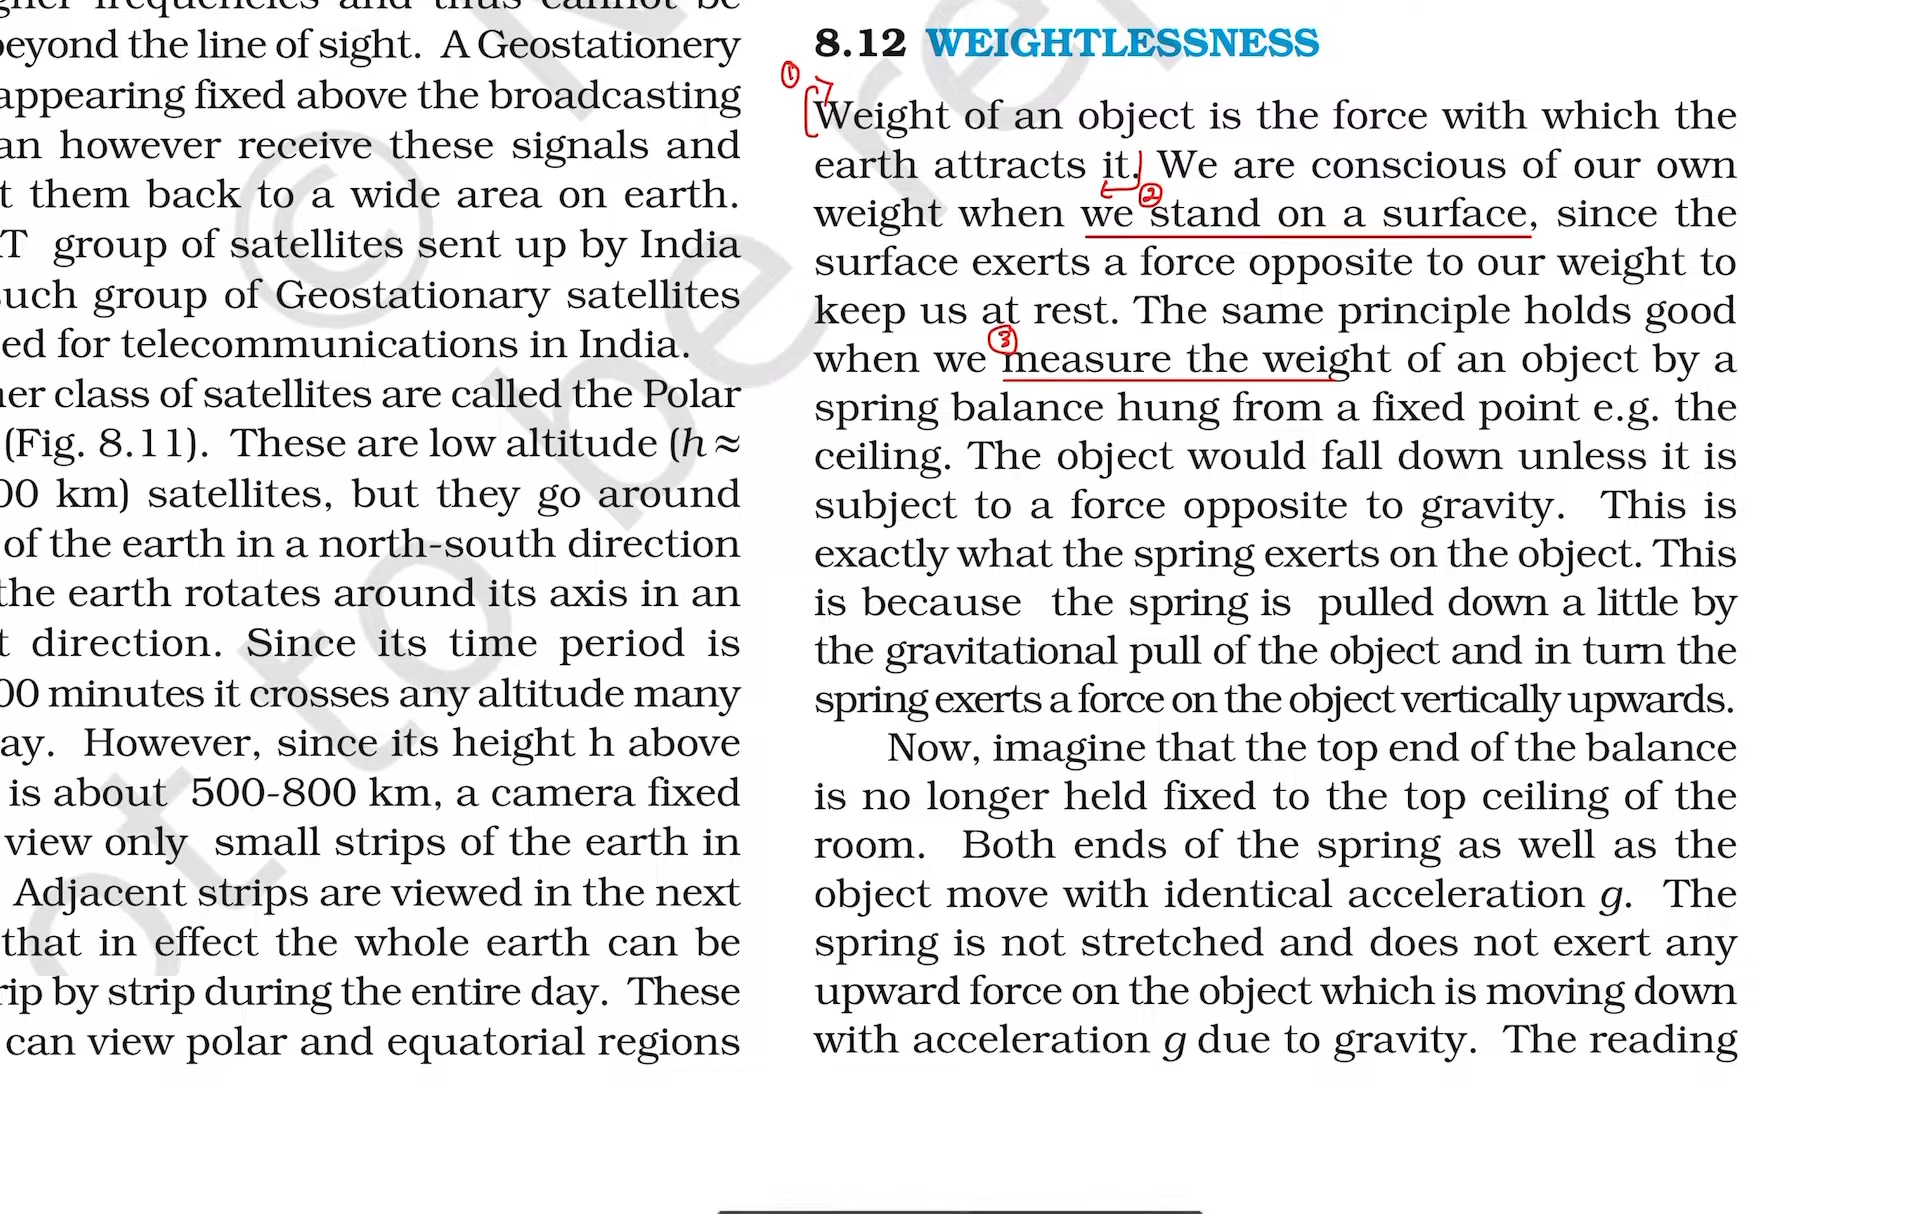 beyond the line of sight. A Geostationery
appearing fixed above the broadcasting
an however receive these signals and
t them back to a wide area on earth.
T group of satellites sent up by India
such group of Geostationary satellites
ed for telecommunications in India.
er class of satellites are called the Polar
(Fig. 8.11). These are low altitude (h ≈
00 km) satellites, but they go around
of the earth in a north-south direction
the earth rotates around its axis in an
t direction. Since its time period is
00 minutes it crosses any altitude many
ay. However, since its height h above
is about 500-800 km, a camera fixed
view only small strips of the earth in
Adjacent strips are viewed in the next
that in effect the whole earth can be
rip by strip during the entire day. These
can view polar and equatorial regions
8.12 WEIGHTLESSNESS
①
Weight of an object is the force with which the
earth attracts it. We are conscious of our own
②
weight when we stand on a surface, since the
surface exerts a force opposite to our weight to
keep us at rest. The same principle holds good
③
when we measure the weight of an object by a
spring balance hung from a fixed point e.g. the
ceiling. The object would fall down unless it is
subject to a force opposite to gravity. This is
exactly what the spring exerts on the object. This
is because the spring is pulled down a little by
the gravitational pull of the object and in turn the
spring exerts a force on the object vertically upwards.
Now, imagine that the top end of the balance
is no longer held fixed to the top ceiling of the
room. Both ends of the spring as well as the
object move with identical acceleration g. The
spring is not stretched and does not exert any
upward force on the object which is moving down
with acceleration g due to gravity. The reading